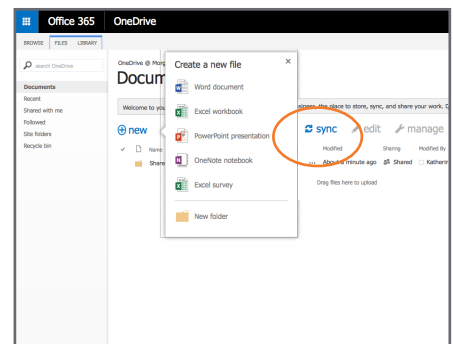 Office 365 OneDrive
BROWSE FILES LIBRARY
search OneDrive
Documents
Recent
Shared with me
Followed
Site folders
Recycle bin
OneDrive @ Marg
Docum
Welcome to you
new
Name
Share
Create a new file ×
Word document
Excel workbook
PowerPoint presentation
OneNote notebook
Excel survey
New folder
the place to store, sync, and share your work. D
sync edit manage
Modified Sharing Modified By
... About a minute ago Shared Katherin
Drag files here to upload